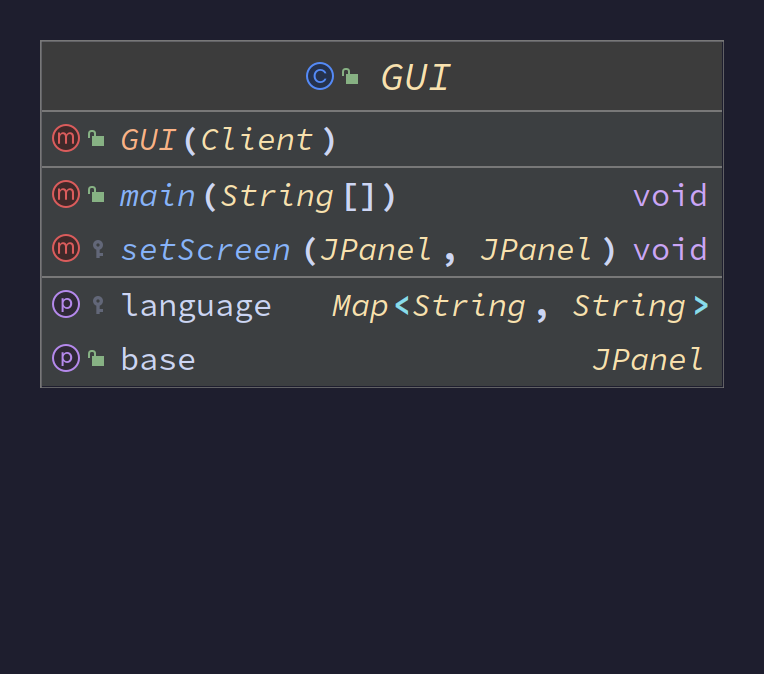 C GUI
m GUI(Client)
m main(String[]) void
m setScreen(JPanel, JPanel) void
p language Map<String, String>
p base JPanel